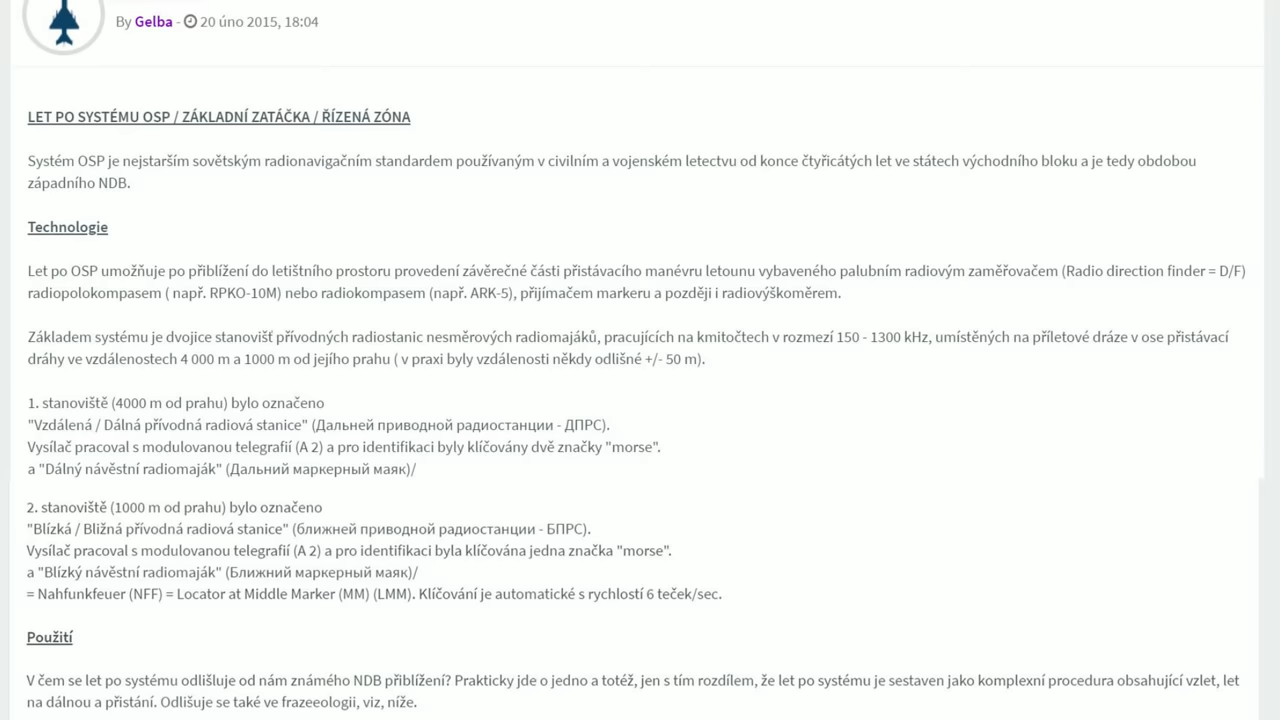 By Gelba - 20 úno 2015, 18:04
LET PO SYSTÉMU OSP / ZÁKLADNÍ ZATÁČKA / ŘÍZENÁ ZÓNA
Systém OSP je nejstarším sovětským radionavigačním standardem používaným v civilním a vojenském letectvu od konce čtyřicátých let ve státech východního bloku a je tedy obdobou
západního NDB.
Technologie
Let po OSP umožňuje po přiblížení do letištního prostoru provedení závěrečné části přistávacího manévru letounu vybaveného palubním radiovým zaměřovačem (Radio direction finder = D/F)
radiopolokompasem ( např. RPKO-10M) nebo radiokompasem (např. ARK-5), přijímačem markeru a později i radiovýškoměrem.
Základem systému je dvojice stanovišť přívodných radiostanic nesměrových radiomajáků, pracujících na kmitočtech v rozmezí 150 - 1300 kHz, umístěných na příletové dráze v ose přistávací
dráhy ve vzdálenostech 4 000 m a 1000 m od jejího prahu ( v praxi byly vzdálenosti někdy odlišné +/- 50 m).
1. stanoviště (4000 m od prahu) bylo označeno
"Vzdálená / Dálná přívodná radiová stanice" (Дальней приводной радиостанции - ДПРС).
Vysílač pracoval s modulovanou telegrafií (A 2) a pro identifikaci byly klíčovány dvě značky "morse".
a "Dálný návěstní radiomaják" (Дальний маркерный маяк)/
2. stanoviště (1000 m od prahu) bylo označeno
"Blízká / Bližná přívodná radiová stanice" (ближней приводной радиостанции - БПРС).
Vysílač pracoval s modulovanou telegrafií (A 2) a pro identifikaci byla klíčována jedna značka "morse".
a "Blízký návěstní radiomaják" (Ближний маркерный маяк)/
= Nahfunkfeuer (NFF) = Locator at Middle Marker (MM) (LMM). Klíčování je automatické s rychlostí 6 teček/sec.
Použití
V čem se let po systému odlišluje od nám známého NDB přiblížení? Prakticky jde o jedno a totéž, jen s tím rozdílem, že let po systému je sestaven jako komplexní procedura obsahující vzlet, let
na dálnou a přistání. Odlišuje se také ve frazeeologii, viz, níže.